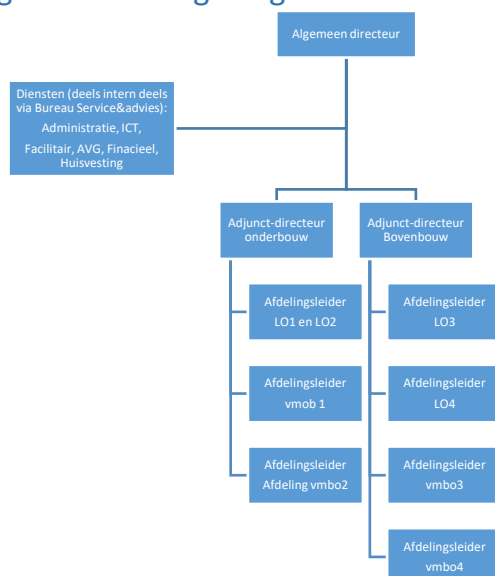 Algemeen directeur
Diensten (deels intern deels
via Bureau Service&advies):
Administratie, ICT,
Facilitair, AVG, Finacieel,
Huisvesting
Adjunct-directeur
onderbouw
Adjunct-directeur
Bovenbouw
Afdelingsleider
LO1 en LO2
Afdelingsleider
vmob 1
Afdelingsleider
Afdeling vmbo2
Afdelingsleider
LO3
Afdelingsleider
LO4
Afdelingsleider
vmbo3
Afdelingsleider
vmbo4